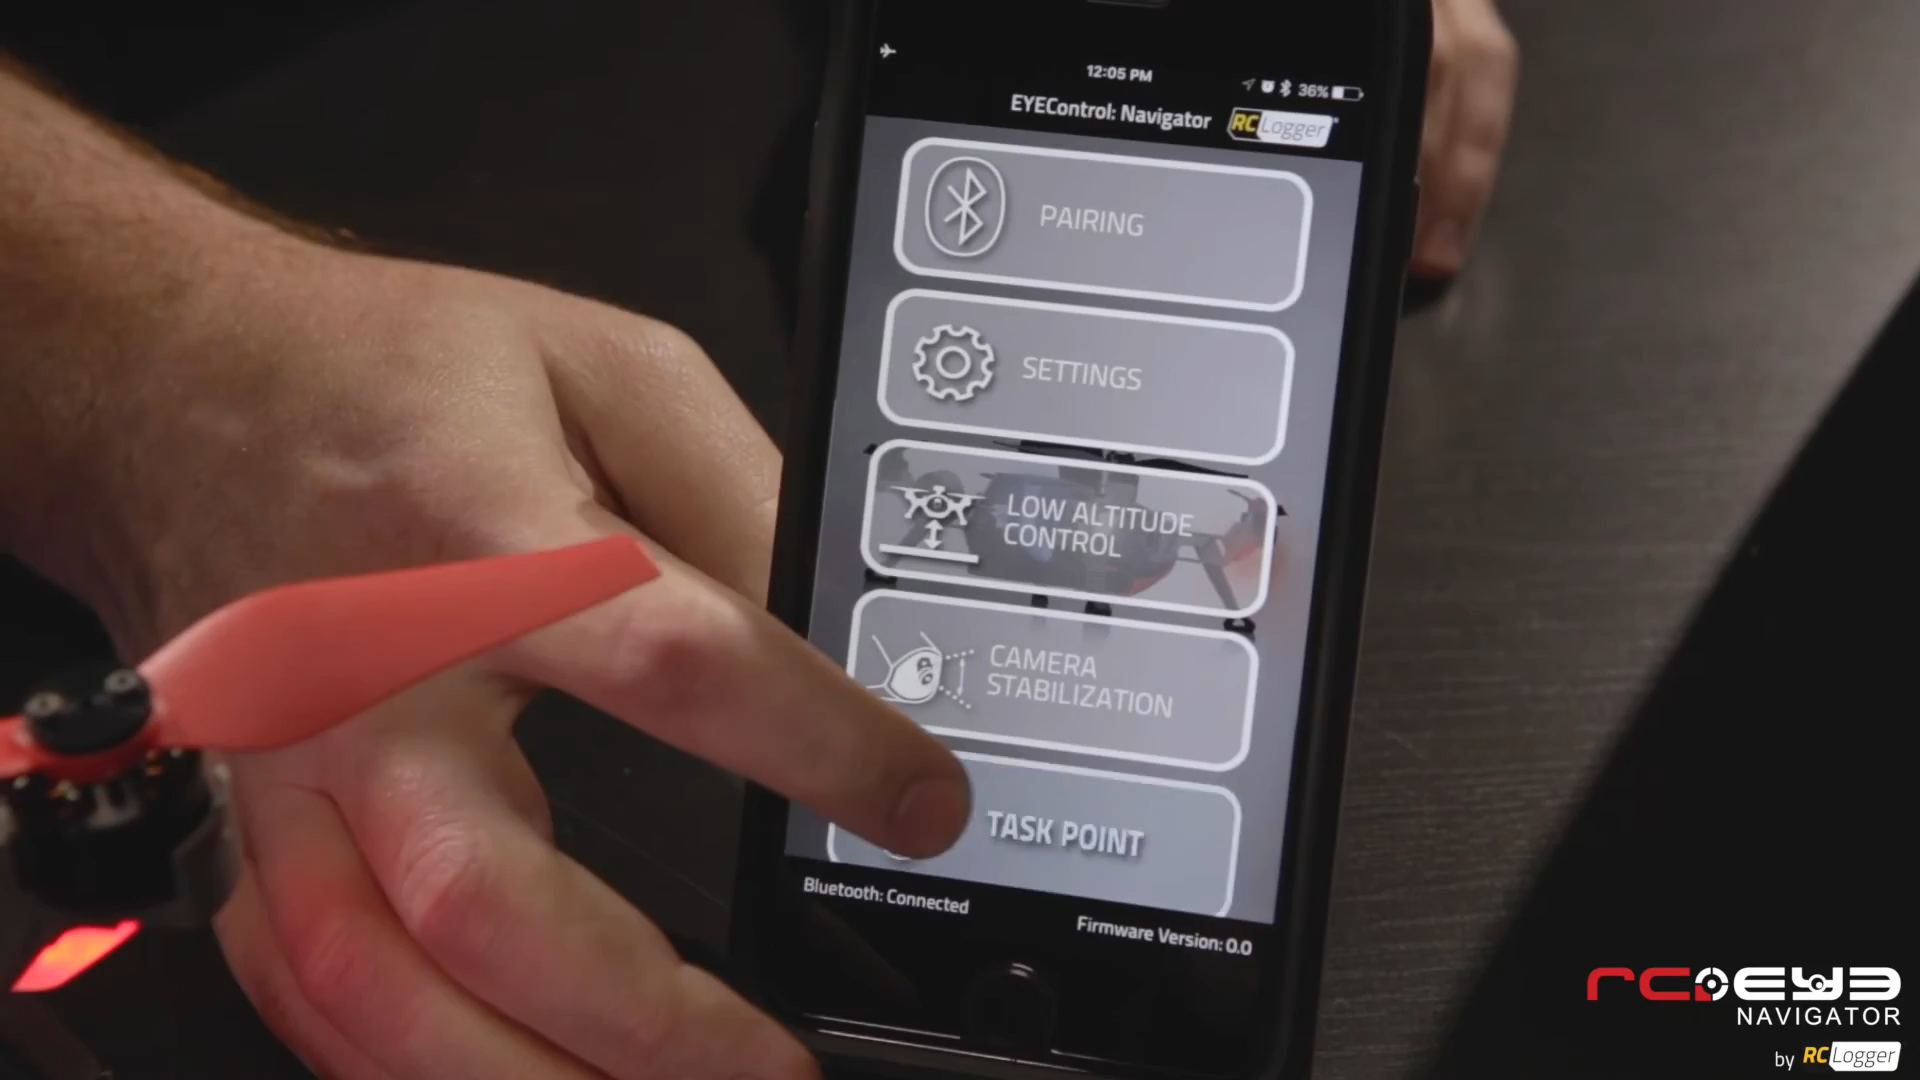 12:05 PM
36%
EYEControl: Navigator
RC Logger
PAIRING
SETTINGS
LOW ALTITUDE
CONTROL
CAMERA
STABILIZATION
TASK POINT
Bluetooth: Connected
Firmware Version: 0.0
RC EYE
NAVIGATOR
by RC Logger